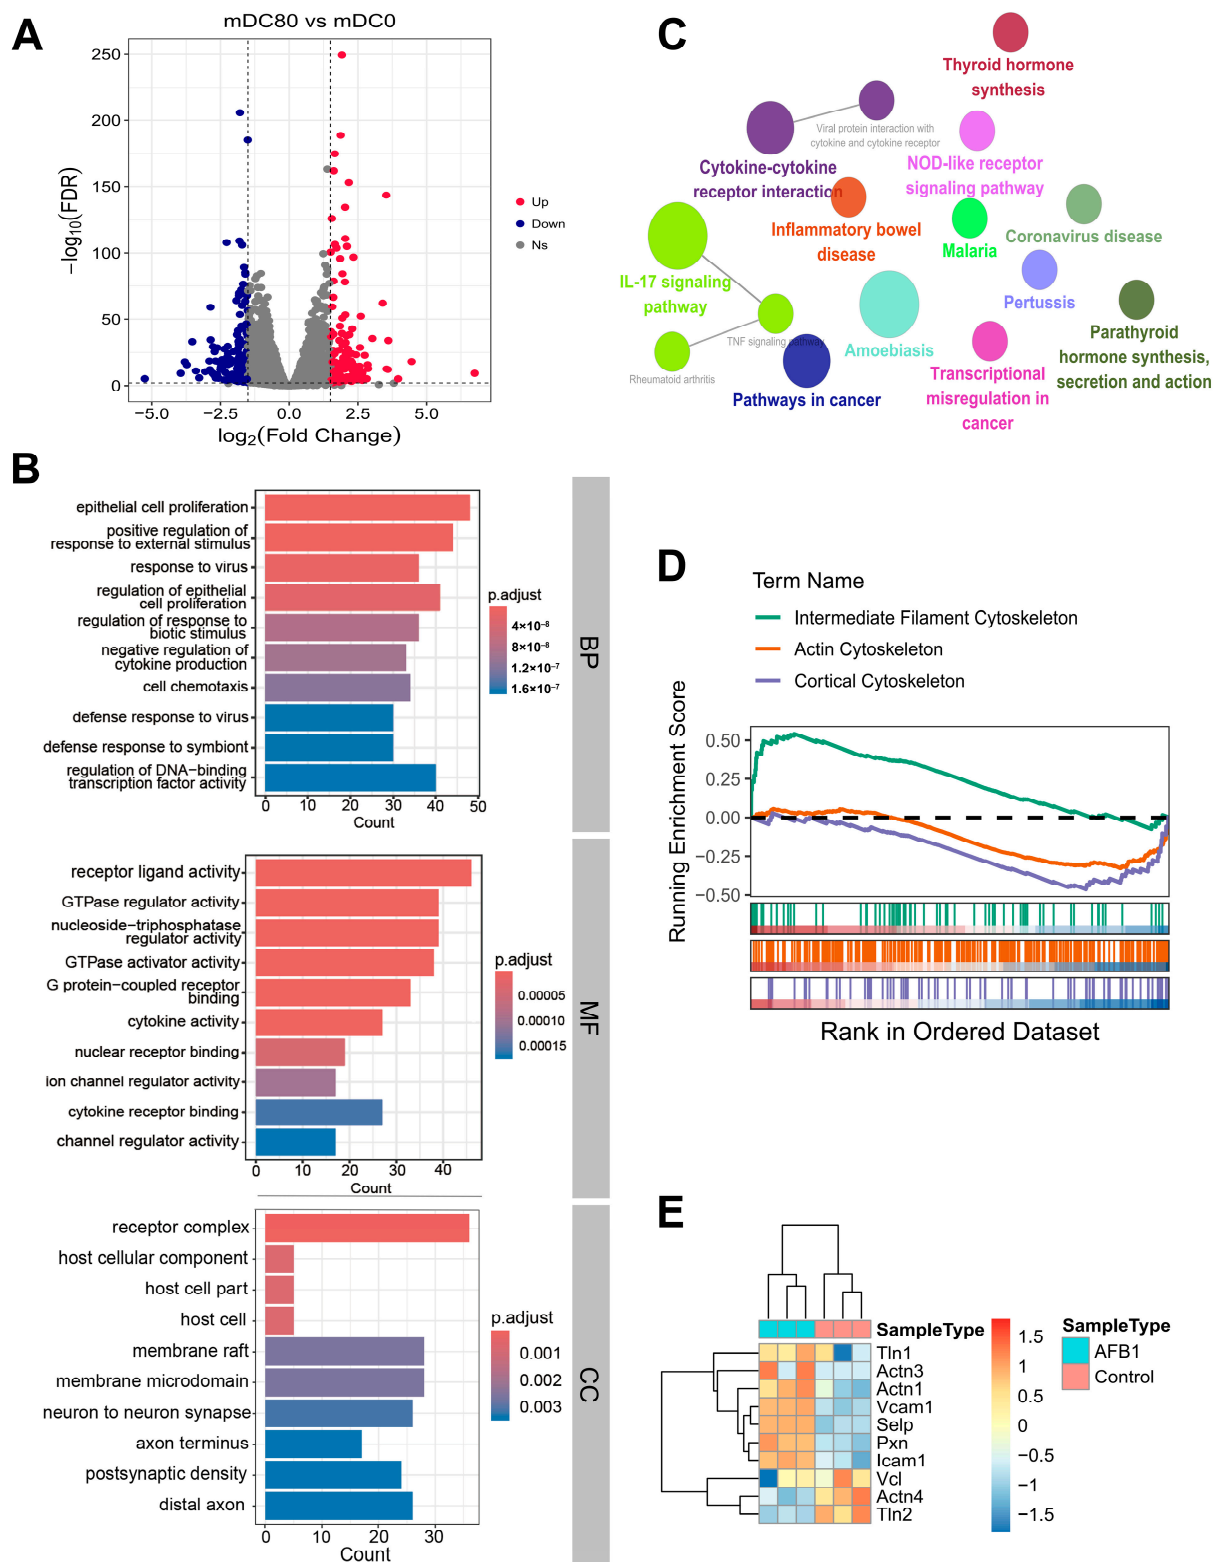 A
mDC80 vs mDC0
250
200
150
100
50
0
−5.0
−2.5
0.0
2.5
5.0
−log10(FDR)
log2(Fold Change)
Up
Down
Ns
B
epithelial cell proliferation
positive regulation of
response to external stimulus
response to virus
regulation of epithelial
cell proliferation
regulation of response to
biotic stimulus
negative regulation of
cytokine production
cell chemotaxis
defense response to virus
defense response to symbiont
regulation of DNA−binding
transcription factor activity
0
10
20
30
40
50
Count
p.adjust
4×10−8
8×10−8
1.2×10−7
1.6×10−7
BP
receptor ligand activity
GTPase regulator activity
nucleoside−triphosphatase
regulator activity
GTPase activator activity
G protein−coupled receptor
binding
cytokine activity
nuclear receptor binding
ion channel regulator activity
cytokine receptor binding
channel regulator activity
0
10
20
30
40
Count
p.adjust
0.00005
0.00010
0.00015
MF
receptor complex
host cellular component
host cell part
host cell
membrane raft
membrane microdomain
neuron to neuron synapse
axon terminus
postsynaptic density
distal axon
0
10
20
30
Count
p.adjust
0.001
0.002
0.003
CC
C
Thyroid hormone
synthesis
Viral protein interaction with
cytokine and cytokine receptor
Cytokine-cytokine
receptor interaction
NOD-like receptor
signaling pathway
Inflammatory bowel
disease
Malaria
Coronavirus disease
IL-17 signaling
pathway
Pertussis
TNF signaling pathway
Amoebiasis
Rheumatoid arthritis
Pathways in cancer
Transcriptional
misregulation in
cancer
Parathyroid
hormone synthesis,
secretion and action
D
Term Name
Intermediate Filament Cytoskeleton
Actin Cytoskeleton
Cortical Cytoskeleton
Running Enrichment Score
0.50
0.25
0.00
−0.25
−0.50
Rank in Ordered Dataset
E
SampleType
Tln1
Actn3
Actn1
Vcam1
Selp
Pxn
Icam1
Vcl
Actn4
Tln2
1.5
1
0.5
0
−0.5
−1
−1.5
SampleType
AFB1
Control